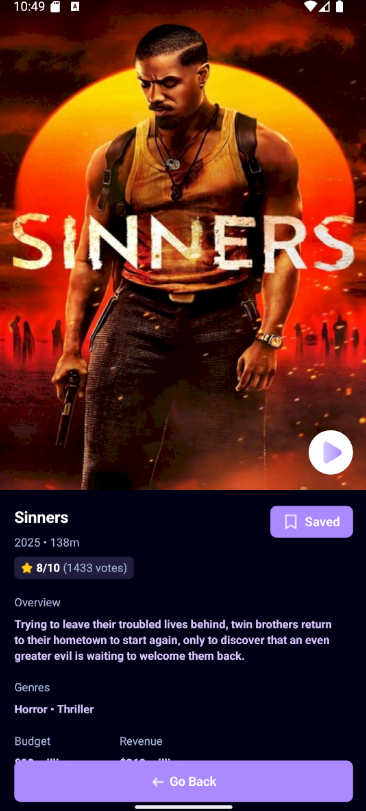 10:49
A
SINNERS
Sinners
Saved
2025 • 138m
8/10 (1433 votes)
Overview
Trying to leave their troubled lives behind, twin brothers return
to their hometown to start again, only to discover that an even
greater evil is waiting to welcome them back.
Genres
Horror • Thriller
Budget Revenue
Go Back